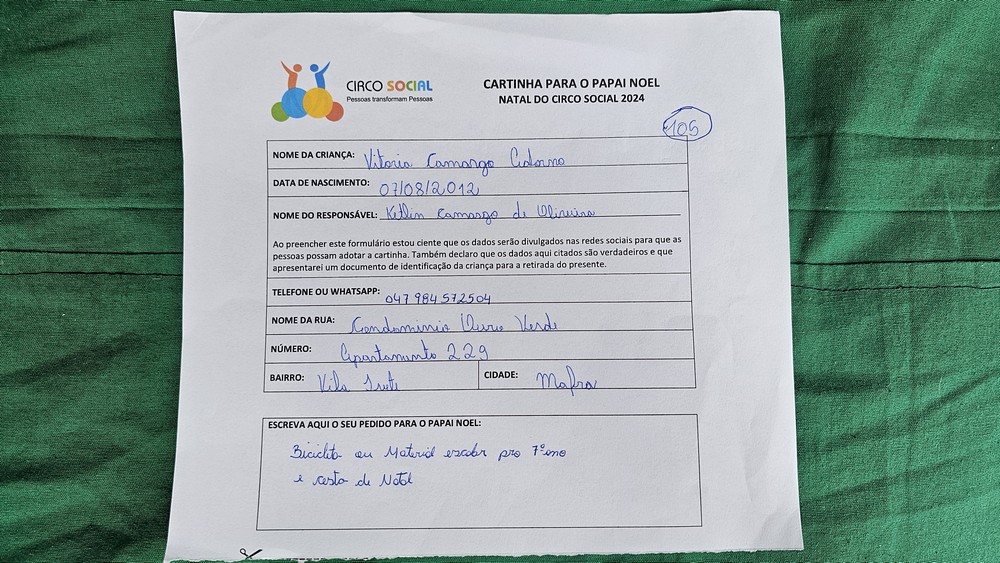 CIRCO SOCIAL
Pessoas transformam Pessoas
CARTINHA PARA O PAPAI NOEL
NATAL DO CIRCO SOCIAL 2024
105
NOME DA CRIANÇA: Vitoria Camargo
DATA DE NASCIMENTO: 07/08/2012
NOME DO RESPONSÁVEL: Ketlin Camargo de Oliveira
Ao preencher este formulário estou ciente que os dados serão divulgados nas redes sociais para que as
pessoas possam adotar a cartinha. Também declaro que os dados aqui citados são verdadeiros e que
apresentarei um documento de identificação da criança para a retirada do presente.
TELEFONE OU WHATSAPP: 047 984572504
NOME DA RUA: Condominio Ouro Verde
NÚMERO: Apartamento 229
BAIRRO: Vila Ivete CIDADE: Mafra
ESCREVA AQUI O SEU PEDIDO PARA O PAPAI NOEL:
Bicicleta ou Material escolar pro 7º ano
e cesta de Natal